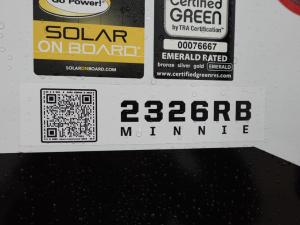 Go Power!
SOLAR
ON BOARD
SOLARONBOARD.COM
Certified
GREEN
by TRA Certification
00076667
EMERALD RATED
bronze silver gold EMERALD
www.certifiedgreenrvs.com
2326RB
MINNIE